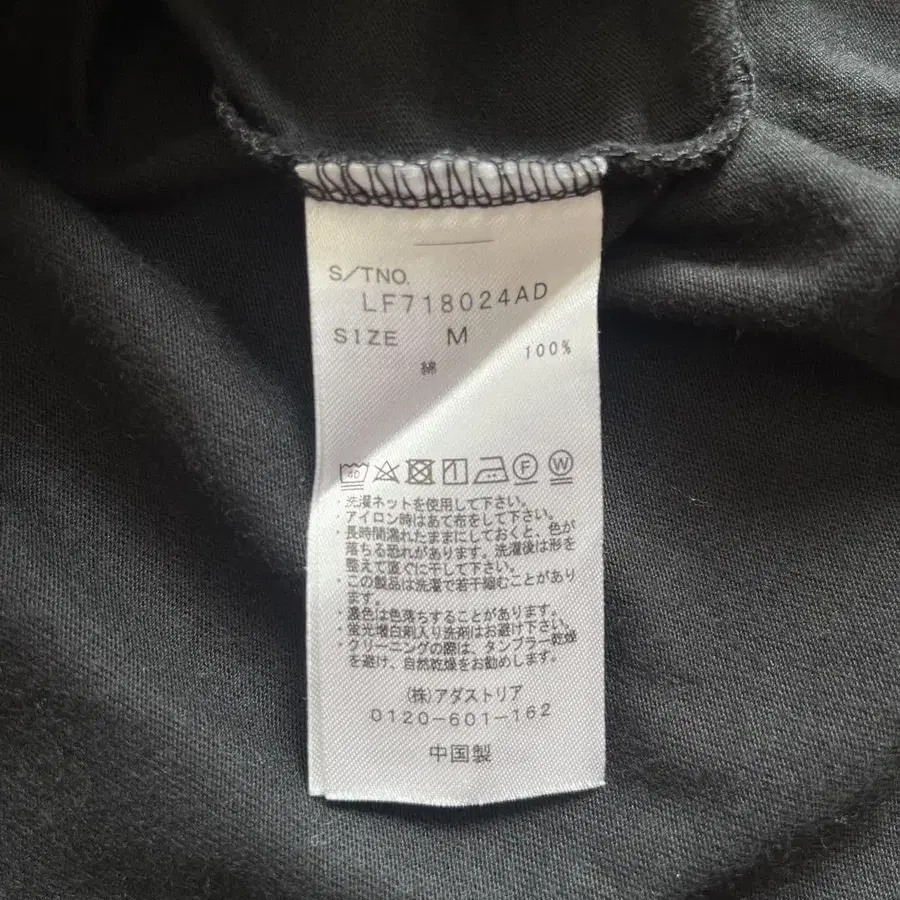 S/TNO.
LF718024AD
SIZE M
綿 100%
40 F W
・洗濯ネットを使用して下さい。
・アイロン時はあて布をして下さい。
・長時間濡れたままにしておくと、色が
落ちる恐れがあります。洗濯後は形を
整えて直ぐに干して下さい。
・この製品は洗濯で若干縮むことがあり
ます。
・濃色は色落ちすることがあります。
・蛍光増白剤入り洗剤はお避け下さい。
・クリーニングの際は、タンブラー乾燥
を避け、自然乾燥をお勧めします。
(株)アダストリア
0120-601-162
中国製